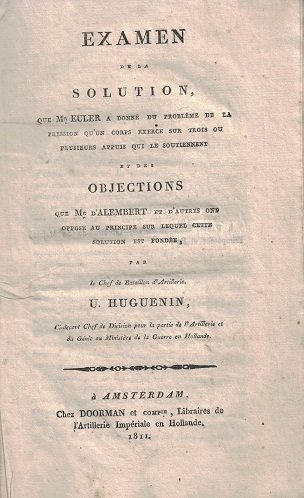 EXAMEN
DE LA
SOLUTION,
QUE MR EULER A DONNÉ DU PROBLÈME DE LA
PRESSION QU'UN CORPS EXERCE SUR TROIS OU
PLUSIEURS APPUIS QUI LE SOUTIENNENT
ET DES
OBJECTIONS
QUE MR D'ALEMBERT ET D'AUTRES ONT
OPPOSÉ AU PRINCIPE SUR LEQUEL CETTE
SOLUTION EST FONDÉE;
PAR
le Chef de Bataillon d'Artillerie.
U. HUGUENIN,
Ci-devant Chef de Division pour la partie de l'Artillerie et
du Génie au Ministère de la Guerre en Hollande.
à AMSTERDAM,
Chez DOORMAN et COMPIE, Libraires de
l'Artillerie Impériale en Hollande.
1811.